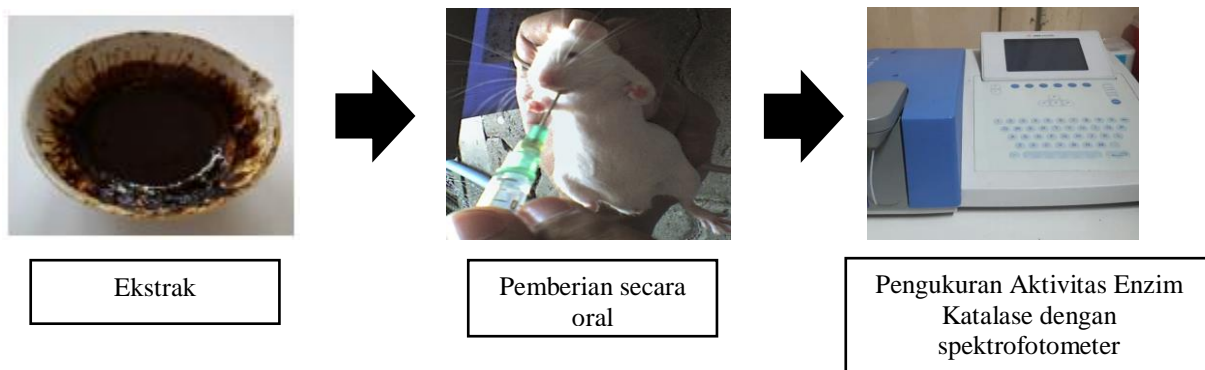 Ekstrak
Pemberian secara
oral
Pengukuran Aktivitas Enzim
Katalase dengan
spektrofotometer